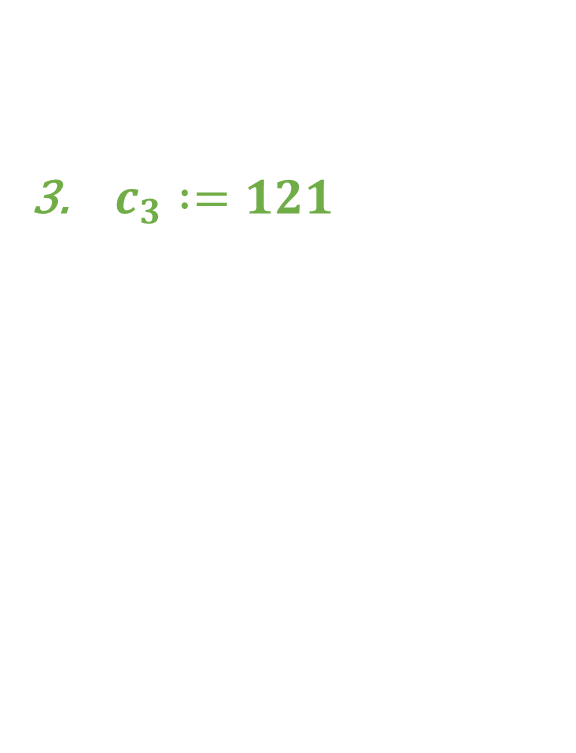 3. c₃ := 121